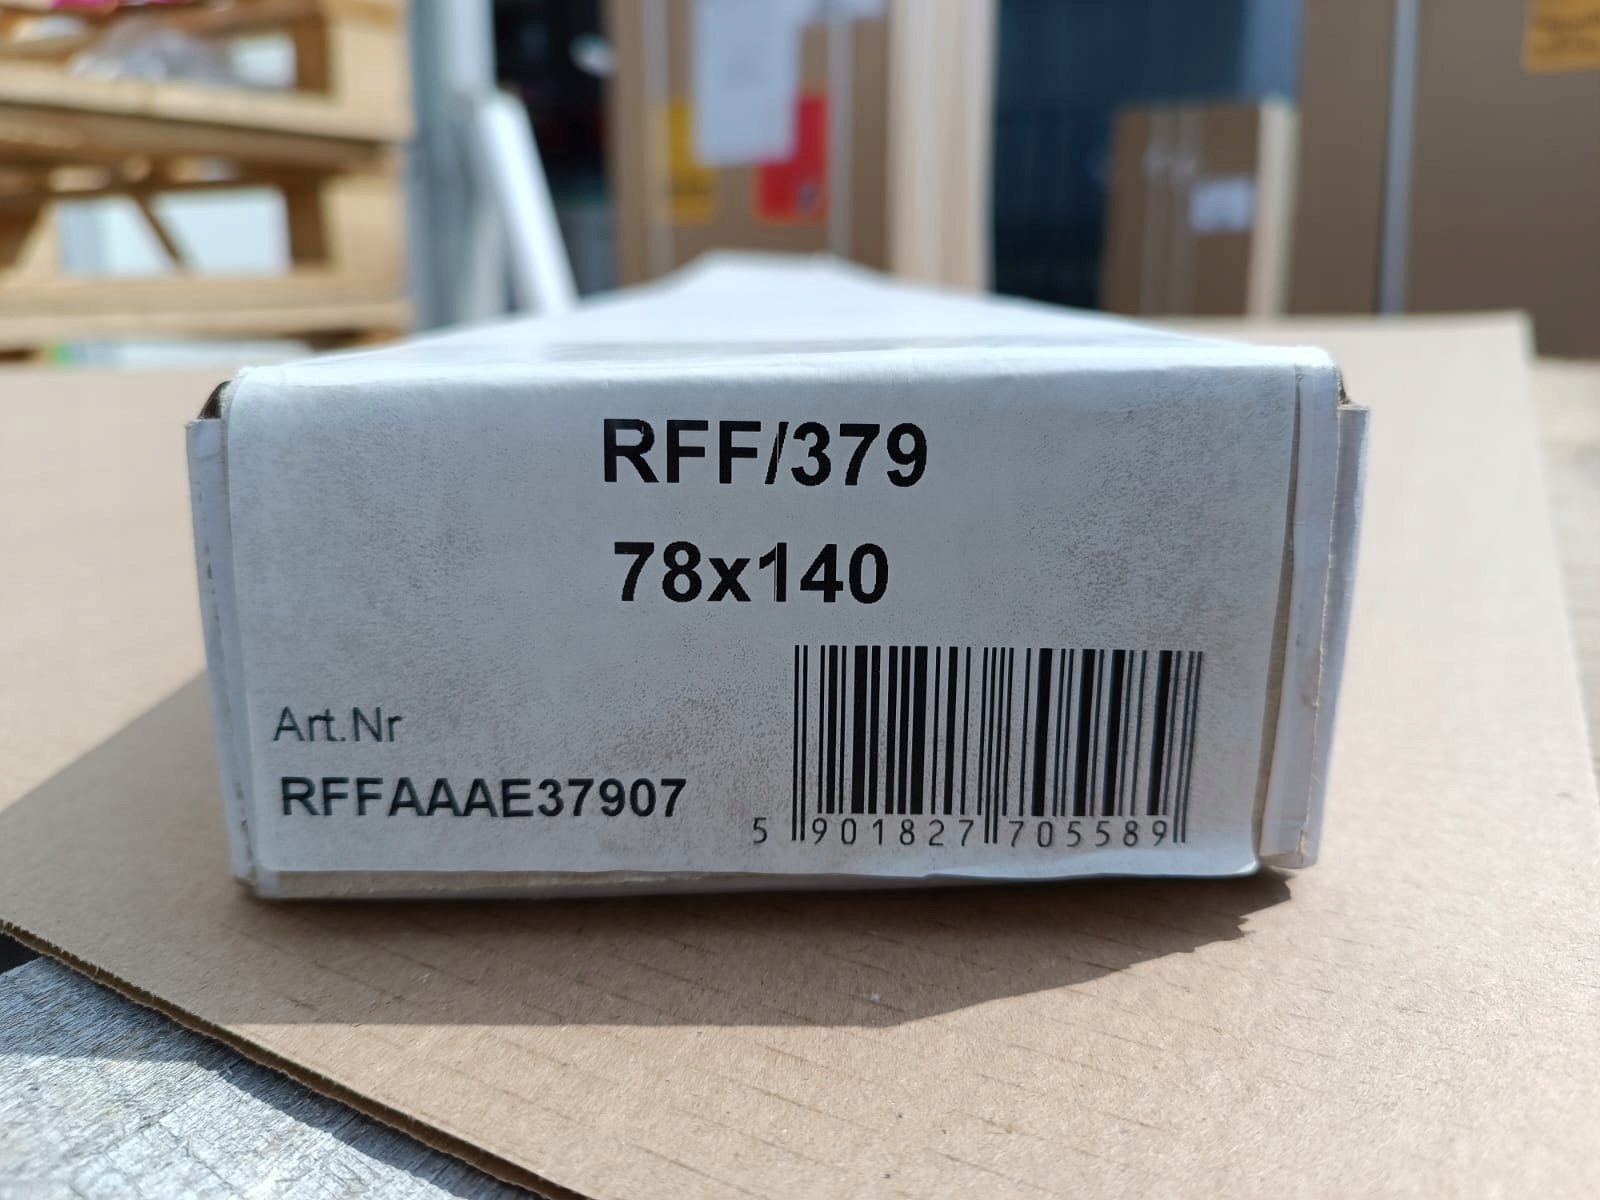 RFF/379
78x140
Art.Nr
RFFAAAE37907
5 901827 705589